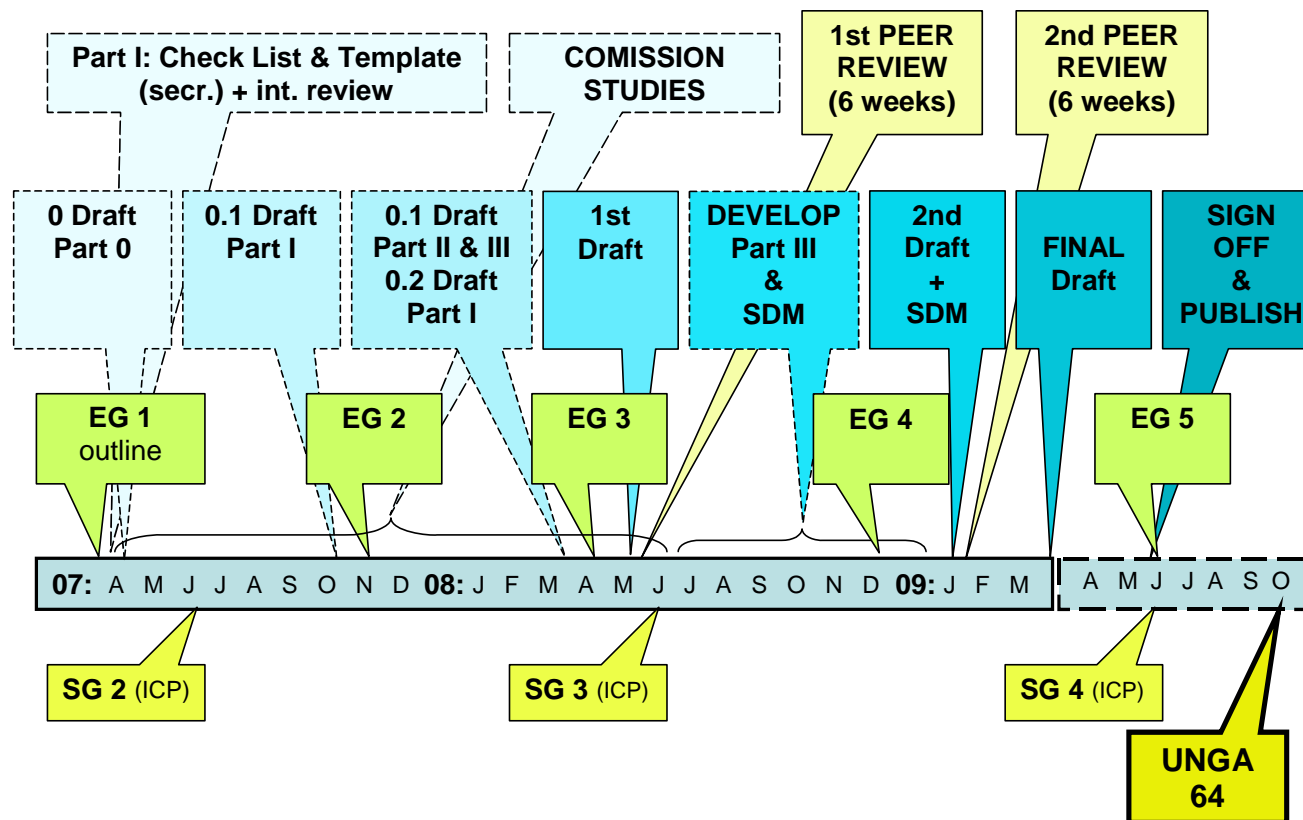 Part I: Check List & Template
(secr.) + int. review
COMISSION
STUDIES
1st PEER
REVIEW
(6 weeks)
2nd PEER
REVIEW
(6 weeks)
0 Draft
Part 0
0.1 Draft
Part I
0.1 Draft
Part II & III
0.2 Draft
Part I
1st
Draft
DEVELOP
Part III
&
SDM
2nd
Draft
+
SDM
FINAL
Draft
SIGN
OFF
&
PUBLISH
EG 1
outline
EG 2
EG 3
EG 4
EG 5
07: A M J J A S O N D 08: J F M A M J J A S O N D 09: J F M A M J J A S O
SG 2 (ICP)
SG 3 (ICP)
SG 4 (ICP)
UNGA
64